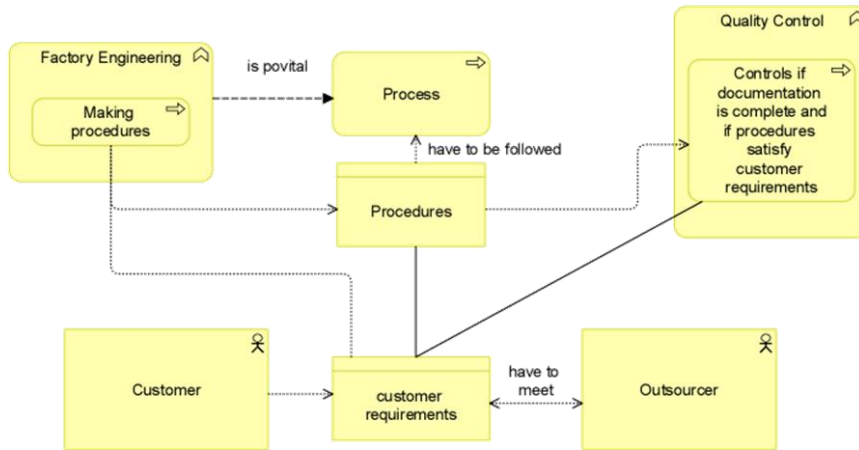 Quality Control
Factory Engineering
is povital
Making
procedures
Process
Controls if
documentation
is complete and
if procedures
satisfy
customer
requirements
have to be followed
Procedures
Customer
customer
requirements
have to
meet
Outsourcer